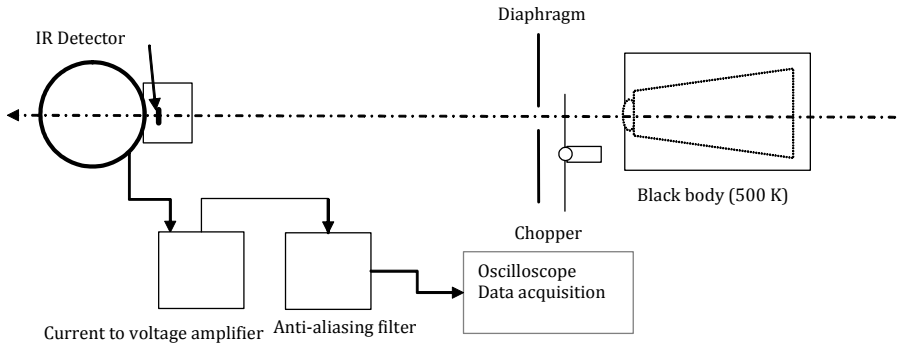 Diaphragm
IR Detector
Black body (500 K)
Chopper
Oscilloscope
Data acquisition
Current to voltage amplifier
Anti-aliasing filter